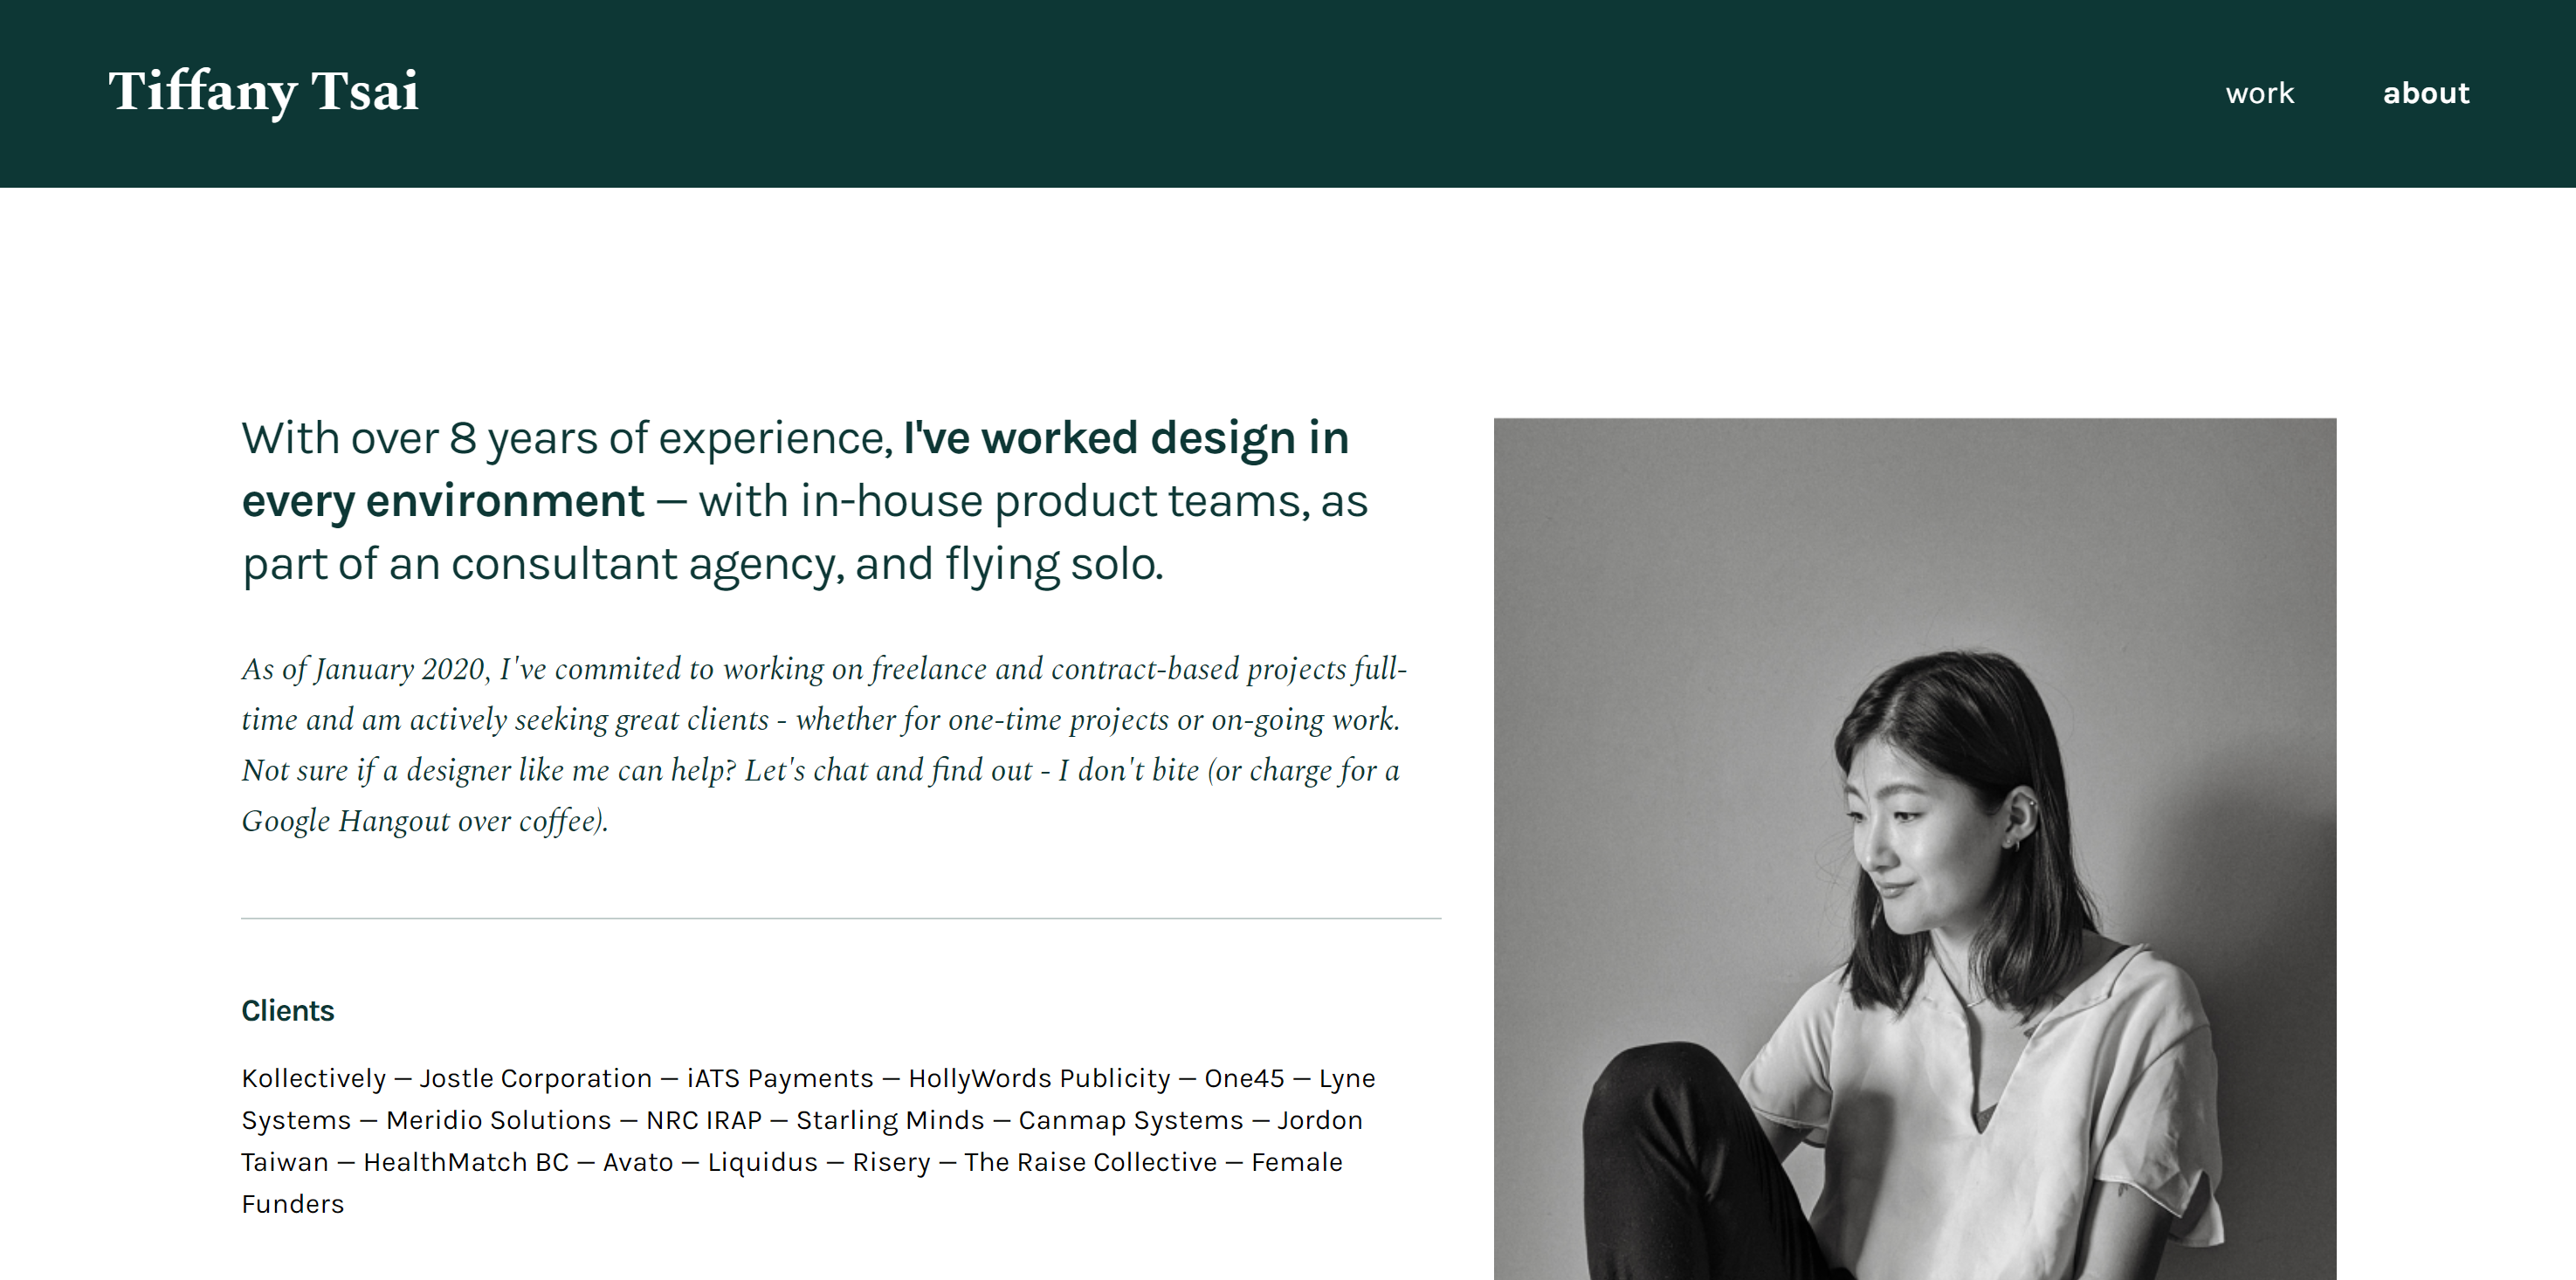 Tiffany Tsai
work
about
With over 8 years of experience, I've worked design in
every environment — with in-house product teams, as
part of an consultant agency, and flying solo.
As of January 2020, I've commited to working on freelance and contract-based projects full-
time and am actively seeking great clients - whether for one-time projects or on-going work.
Not sure if a designer like me can help? Let's chat and find out - I don't bite (or charge for a
Google Hangout over coffee).
Clients
Kollectively — Jostle Corporation — iATS Payments — HollyWords Publicity — One45 — Lyne
Systems — Meridio Solutions — NRC IRAP — Starling Minds — Canmap Systems — Jordon
Taiwan — HealthMatch BC — Avato — Liquidus — Risery — The Raise Collective — Female
Funders